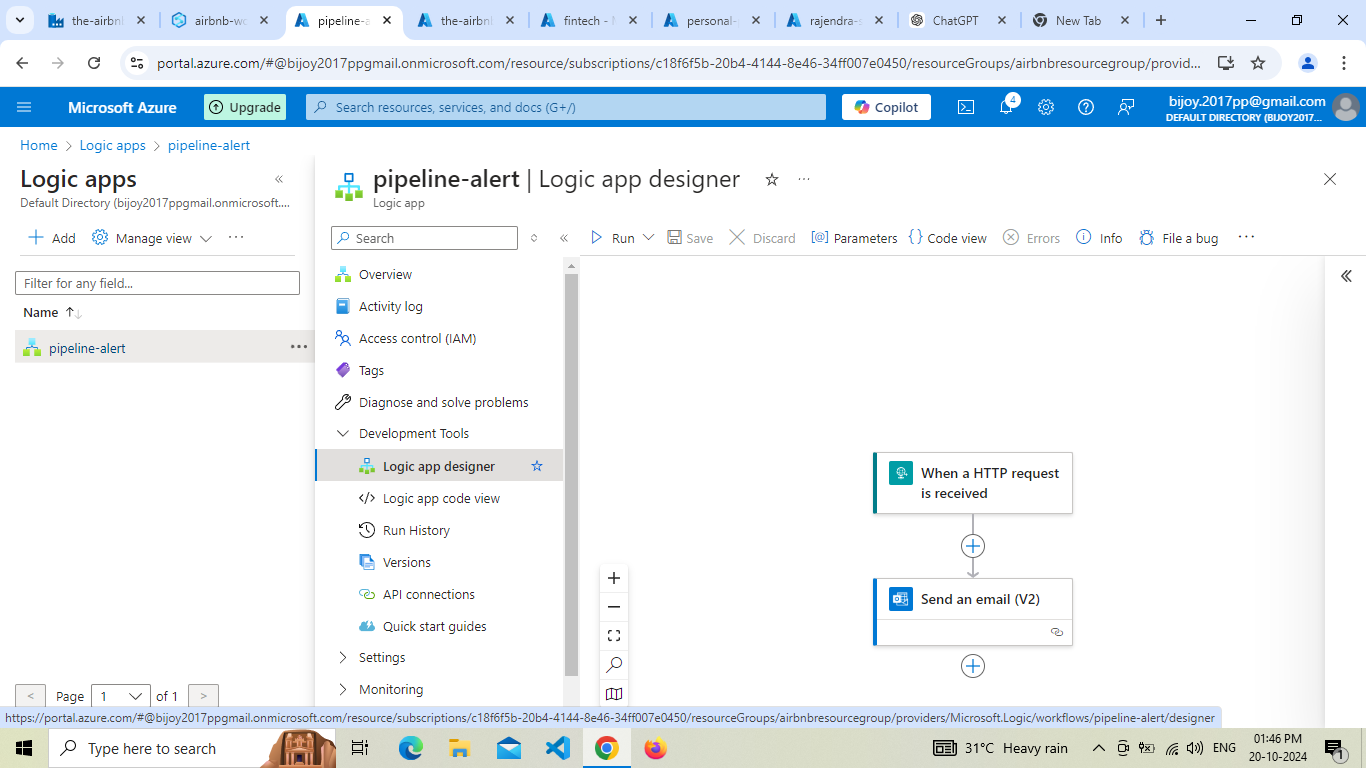 the-airbnb
airbnb-wo
pipeline-a
the-airbnb
fintech - M
personal-
rajendra-s
ChatGPT
New Tab
portal.azure.com/#@bijoy2017ppgmail.onmicrosoft.com/resource/subscriptions/c18f6f5b-20b4-4144-8e46-34ff007e0450/resourceGroups/airbnbresourcegroup/provid...
Microsoft Azure
Upgrade
Search resources, services, and docs (G+/)
Copilot
4
bijoy.2017pp@gmail.com
DEFAULT DIRECTORY (BIJOY2017...
Home > Logic apps > pipeline-alert
Logic apps
Default Directory (bijoy2017ppgmail.onmicrosoft....
Add
Manage view
Filter for any field...
Name
pipeline-alert
< Page 1 of 1 >
pipeline-alert | Logic app designer
Logic app
Search
Run
Save
Discard
Parameters
Code view
Errors
Info
File a bug
Overview
Activity log
Access control (IAM)
Tags
Diagnose and solve problems
Development Tools
Logic app designer
Logic app code view
Run History
Versions
API connections
Quick start guides
Settings
Monitoring
When a HTTP request
is received
Send an email (V2)
https://portal.azure.com/#@bijoy2017ppgmail.onmicrosoft.com/resource/subscriptions/c18f6f5b-20b4-4144-8e46-34ff007e0450/resourceGroups/airbnbresourcegroup/providers/Microsoft.Logic/workflows/pipeline-alert/designer
Type here to search
31°C Heavy rain
ENG
01:46 PM
20-10-2024
1